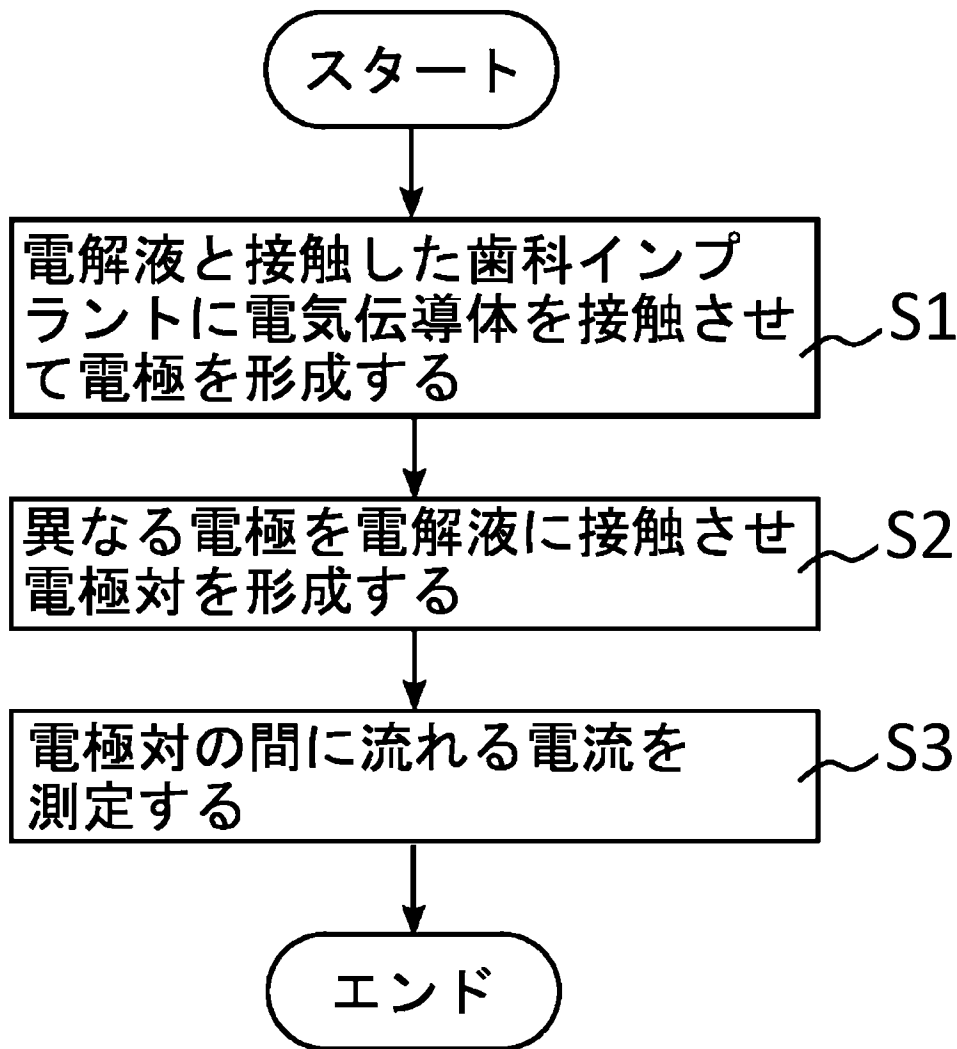 スタート
電解液と接触した歯科インプ
ラントに電気伝導体を接触させ
て電極を形成する
S1
異なる電極を電解液に接触させ
電極対を形成する
S2
電極対の間に流れる電流を
測定する
S3
エンド